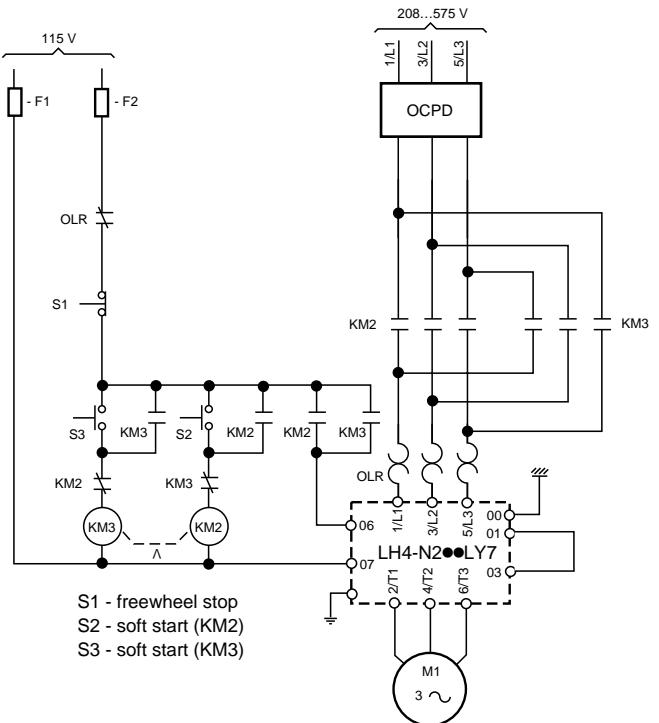 208...575 V
115 V
1/L1
3/L2
5/L3
- F1
- F2
OCPD
OLR
S1
KM2
KM3
S3
KM3
S2
KM2
KM2
KM3
OLR
KM2
KM3
KM3
Λ
KM2
1/L1
3/L2
5/L3
00
06
01
LH4-N2●●LY7
07
03
2/T1
4/T2
6/T3
S1 - freewheel stop
S2 - soft start (KM2)
S3 - soft start (KM3)
M1
3 ~